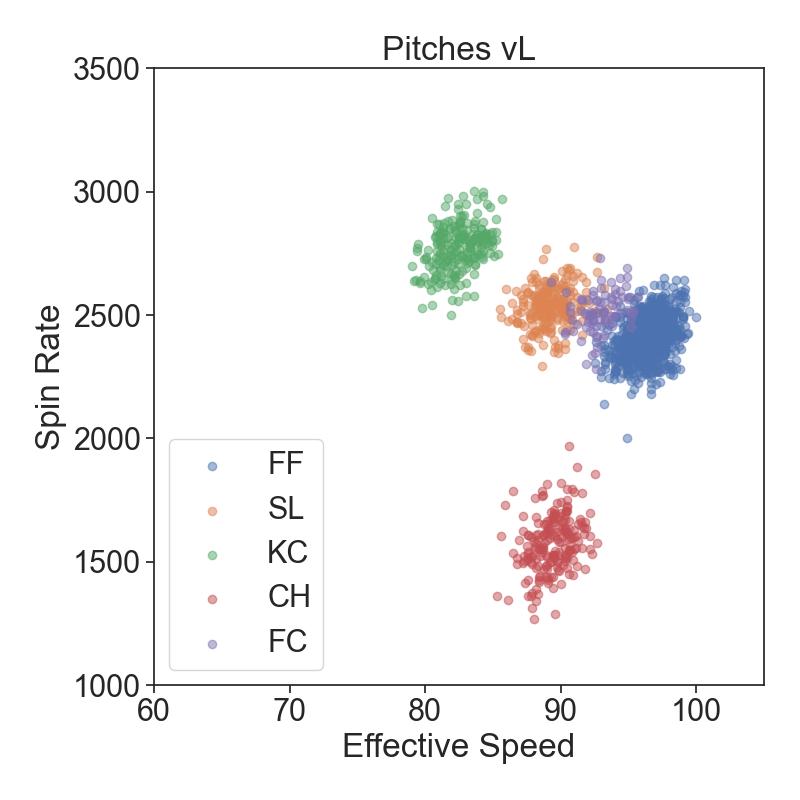 Pitches vL
3500
3000
2500
2000
1500
1000
Spin Rate
FF
SL
KC
CH
FC
60 70 80 90 100
Effective Speed